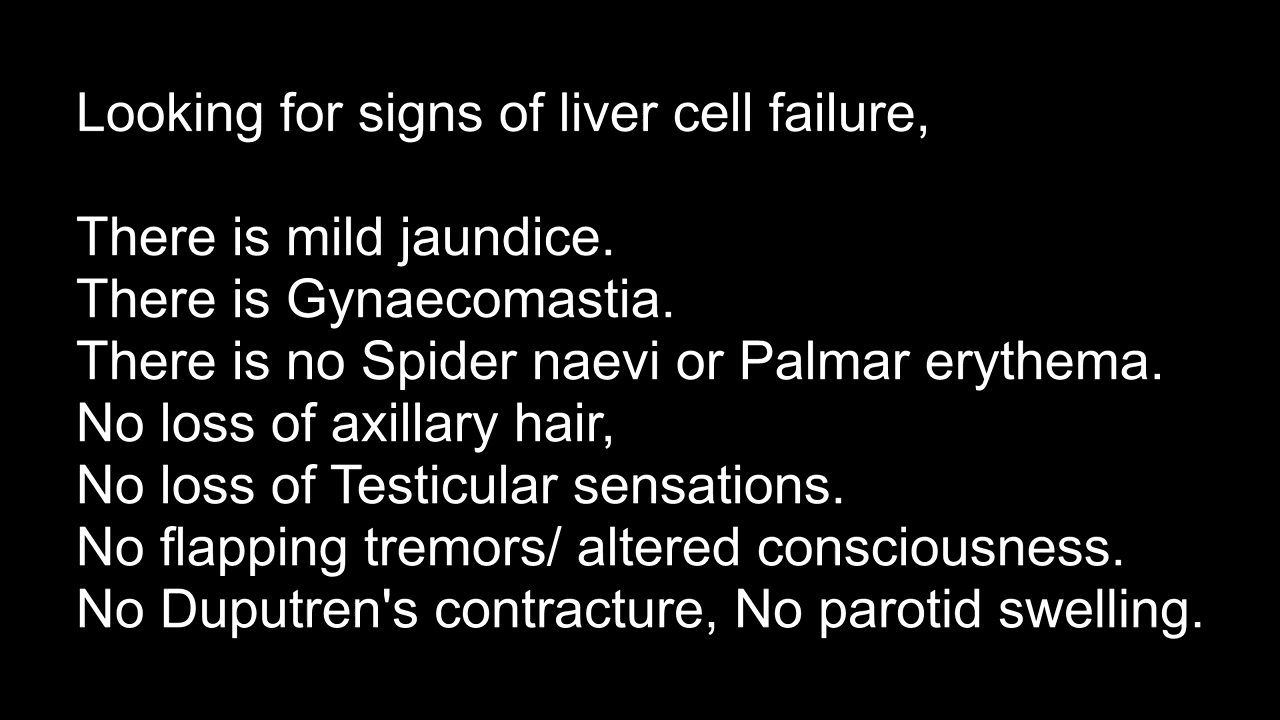 Looking for signs of liver cell failure,
There is mild jaundice.
There is Gynaecomastia.
There is no Spider naevi or Palmar erythema.
No loss of axillary hair,
No loss of Testicular sensations.
No flapping tremors/ altered consciousness.
No Duputren's contracture, No parotid swelling.